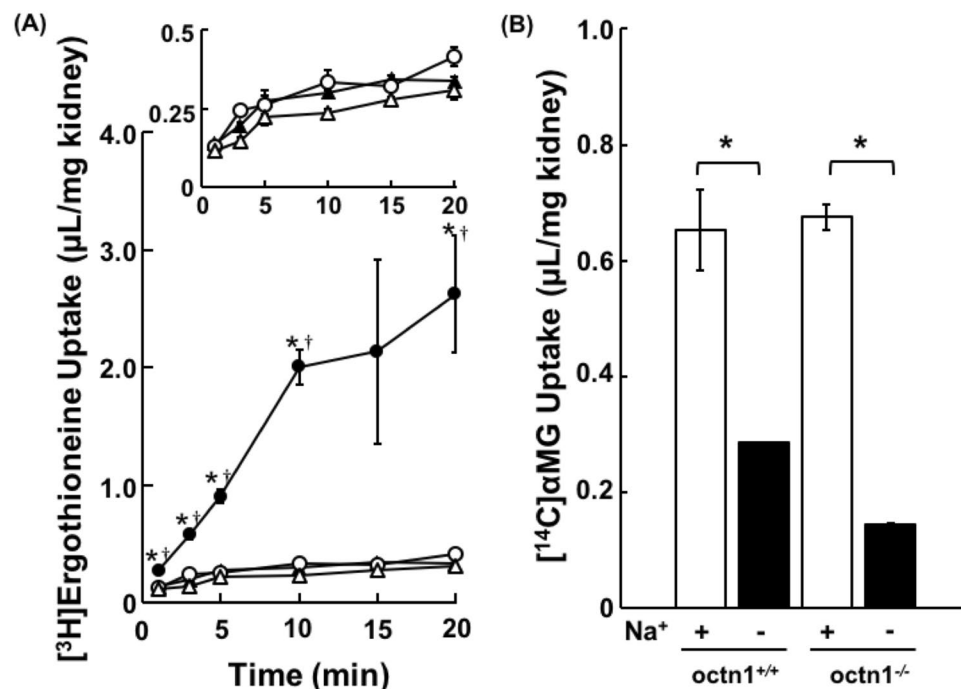 (A)
[³H]Ergothioneine Uptake (μL/mg kidney)
0.5
0.25
0
0 5 10 15 20
4.0
3.0
2.0
1.0
0
*†
*†
*†
*†
*†
0 5 10 15 20
Time (min)
(B)
[¹⁴C]αMG Uptake (μL/mg kidney)
1.0
0.8
0.6
0.4
0.2
0
* *
Na⁺ + - + -
octn1⁺/⁺ octn1⁻/⁻